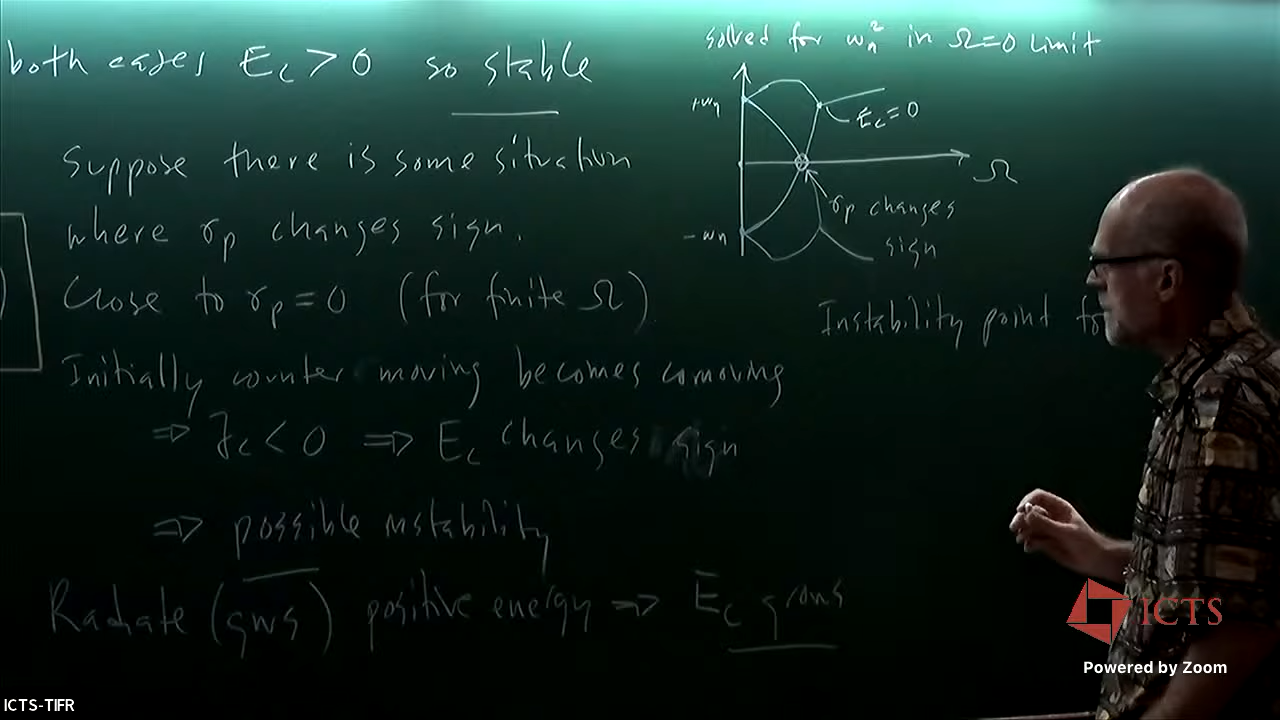 both cases E_c > 0 so stable
Suppose there is some situation
where σ_p changes sign.
Close to σ_p = 0 (for finite Ω)
Initially counter moving becomes comoving
⇒ J_c < 0 ⇒ E_c changes sign
⇒ possible instability
Radiate (gws) positive energy ⇒ E_c grows
solved for ω_n² in Ω=0 limit
+ω_n
E_c = 0
Ω
σ_p changes
sign
-ω_n
Instability point for
ICTS
Powered by Zoom
ICTS-TIFR